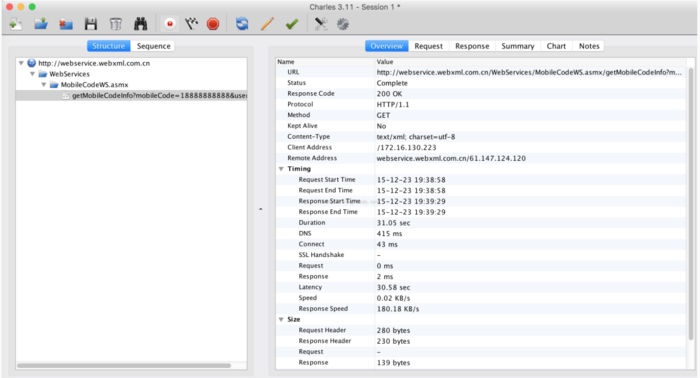 Charles 3.11 - Session 1 *
Structure Sequence
http://webservice.webxml.com.cn
WebServices
MobileCodeWS.asmx
getMobileCodeInfo?mobileCode=18888888888&user
Overview Request Response Summary Chart Notes
Name Value
URL http://webservice.webxml.com.cn/WebServices/MobileCodeWS.asmx/getMobileCodeInfo?m...
Status Complete
Response Code 200 OK
Protocol HTTP/1.1
Method GET
Kept Alive No
Content-Type text/xml; charset=utf-8
Client Address /172.16.130.223
Remote Address webservice.webxml.com.cn/61.147.124.120
Timing
Request Start Time 15-12-23 19:38:58
Request End Time 15-12-23 19:38:58
Response Start Time 15-12-23 19:39:29
Response End Time 15-12-23 19:39:29
Duration 31.05 sec
DNS 415 ms
Connect 43 ms
SSL Handshake -
Request 0 ms
Response 2 ms
Latency 30.58 sec
Speed 0.02 KB/s
Response Speed 180.18 KB/s
Size
Request Header 280 bytes
Response Header 230 bytes
Request -
Response 139 bytes